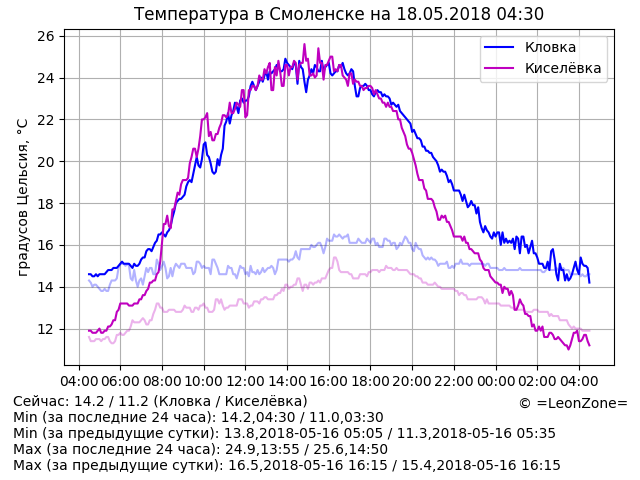 Температура в Смоленске на 18.05.2018 04:30
градусов Цельсия, °C
26
24
22
20
18
16
14
12
Кловка
Киселёвка
04:00 06:00 08:00 10:00 12:00 14:00 16:00 18:00 20:00 22:00 00:00 02:00 04:00
Сейчас: 14.2 / 11.2 (Кловка / Киселёвка)
© =LeonZone=
Min (за последние 24 часа): 14.2,04:30 / 11.0,03:30
Min (за предыдущие сутки): 13.8,2018-05-16 05:05 / 11.3,2018-05-16 05:35
Max (за последние 24 часа): 24.9,13:55 / 25.6,14:50
Max (за предыдущие сутки): 16.5,2018-05-16 16:15 / 15.4,2018-05-16 16:15